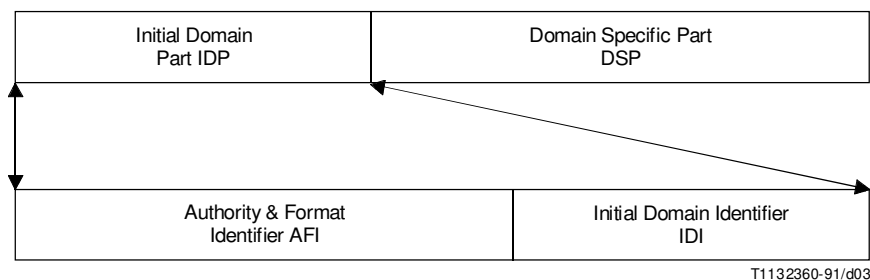 Initial Domain
Part IDP
Domain Specific Part
DSP
Authority & Format
Identifier AFI
Initial Domain Identifier
IDI
T1132360-91/d03